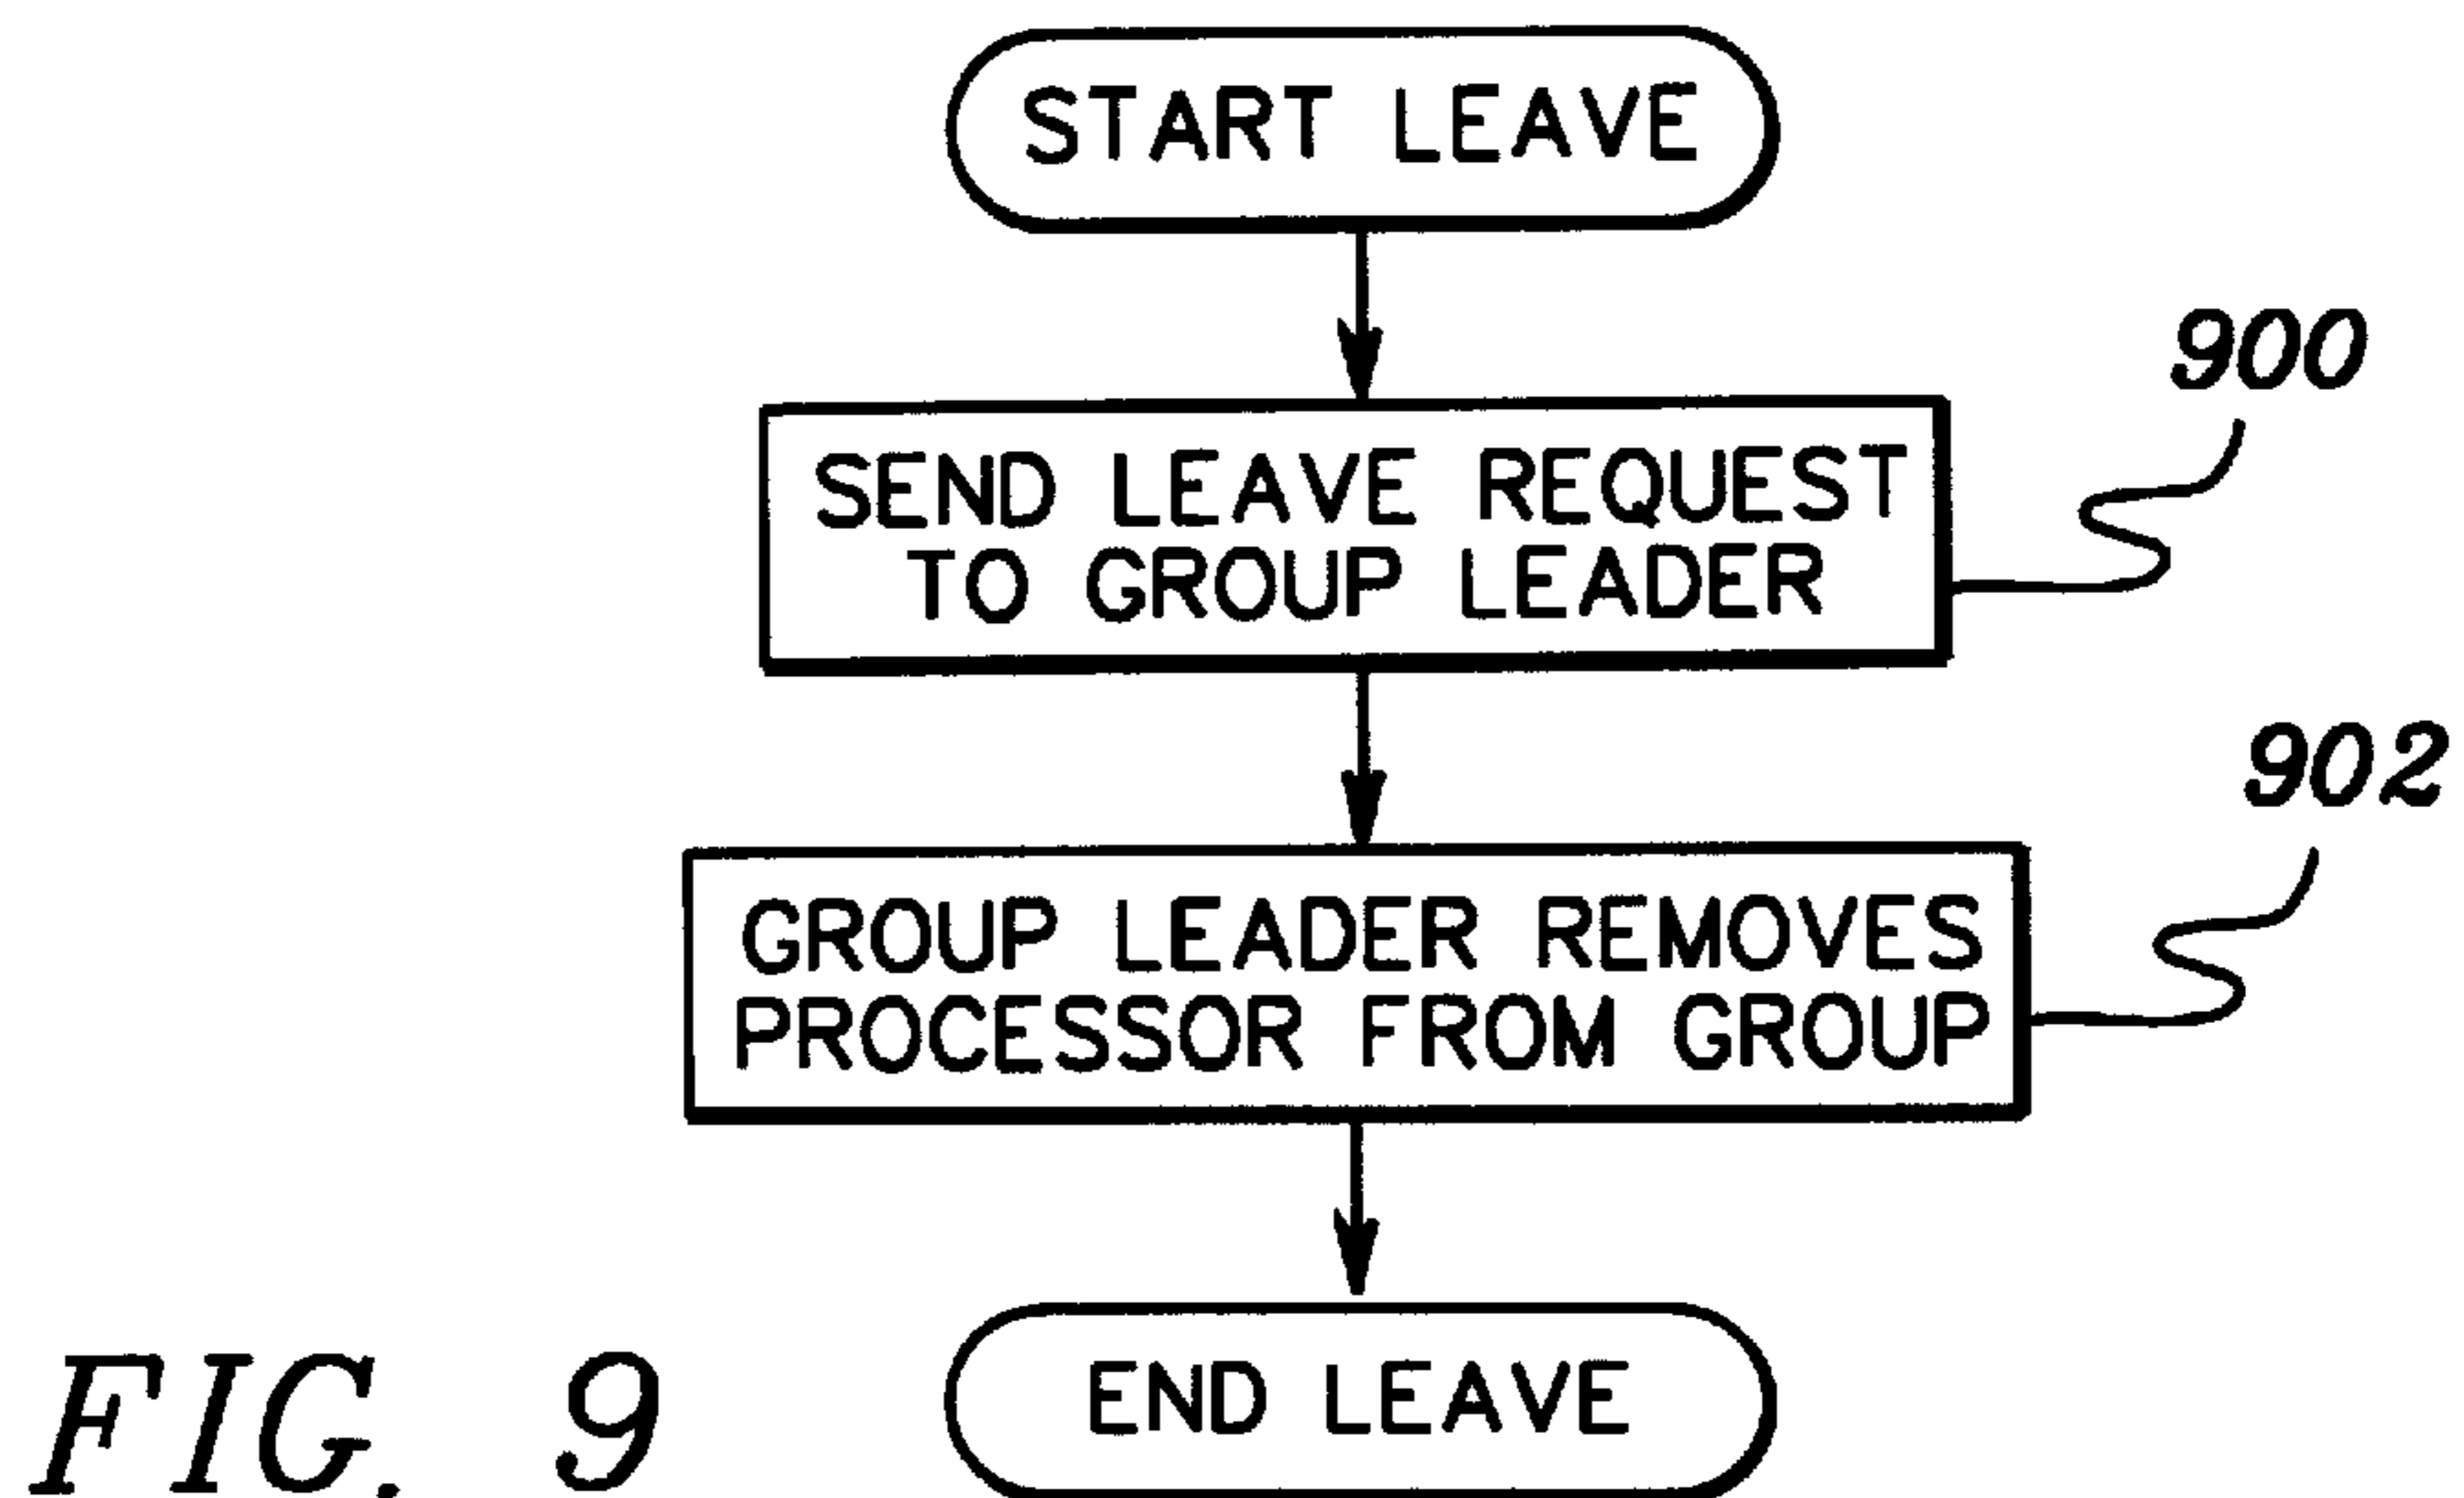 START LEAVE
900
SEND LEAVE REQUEST
TO GROUP LEADER
902
GROUP LEADER REMOVES
PROCESSOR FROM GROUP
END LEAVE
FIG. 9